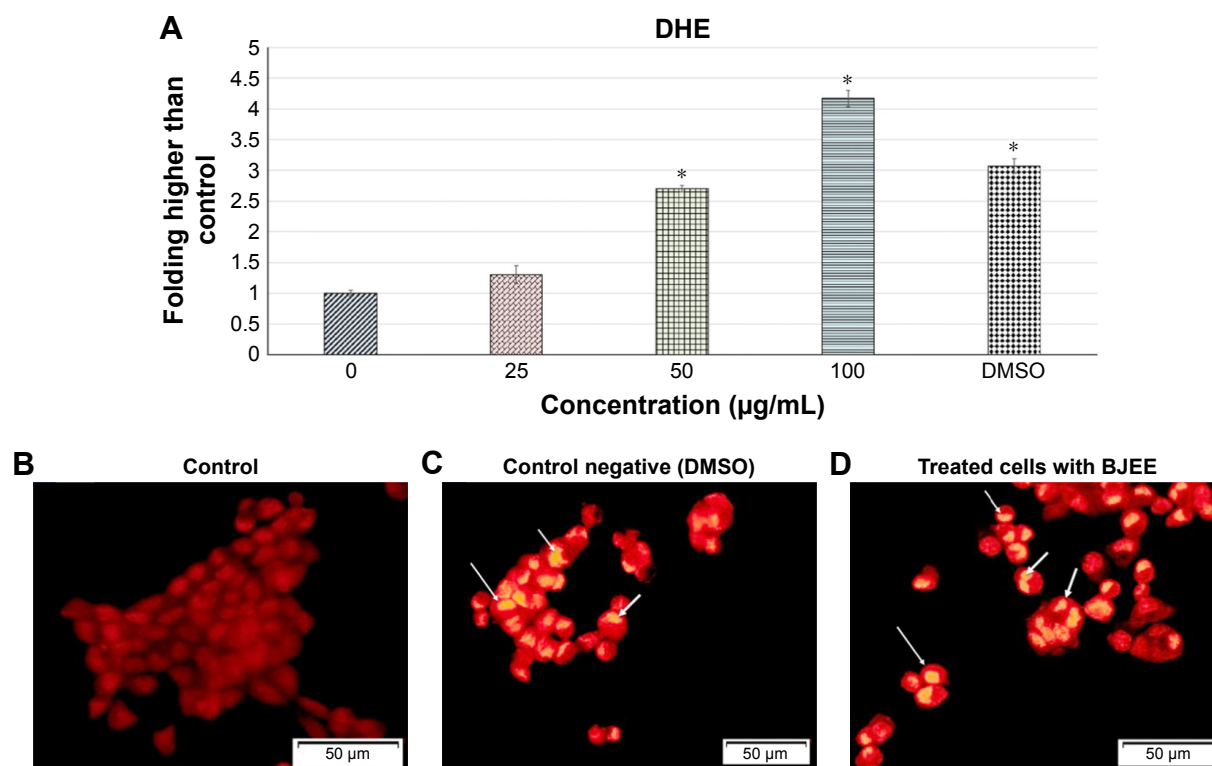 A
DHE
Folding higher than
control
5
4.5
4
3.5
3
2.5
2
1.5
1
0.5
0
*
*
*
0 25 50 100 DMSO
Concentration (µg/mL)
B Control
50 µm
C Control negative (DMSO)
50 µm
D Treated cells with BJEE
50 µm